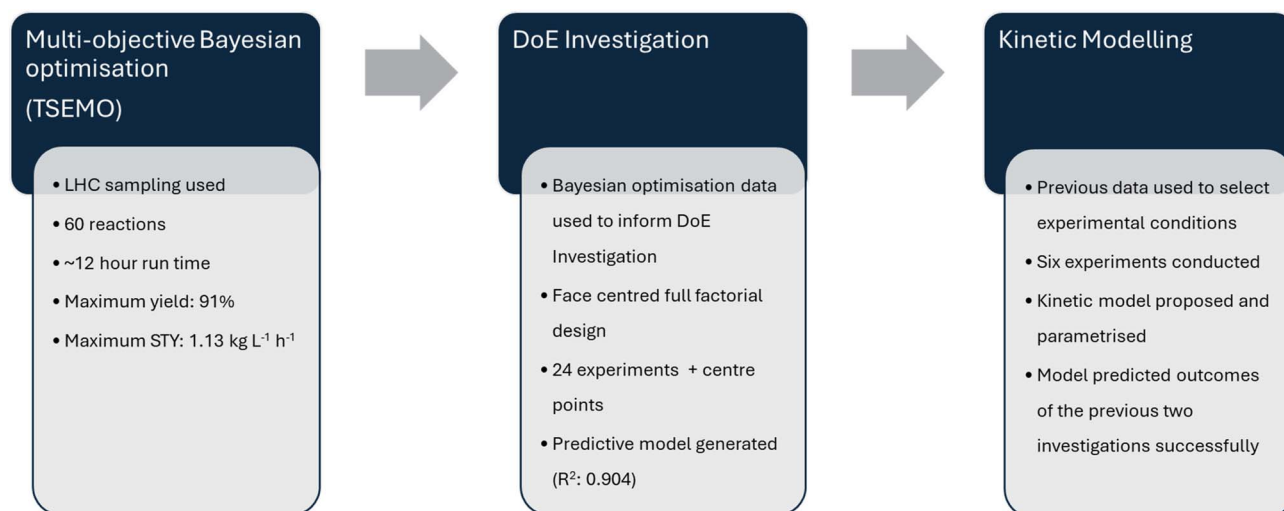 Multi-objective Bayesian
optimisation
(TSEMO)
• LHC sampling used
• 60 reactions
• ~12 hour run time
• Maximum yield: 91%
• Maximum STY: 1.13 kg L⁻¹ h⁻¹
DoE Investigation
• Bayesian optimisation data
used to inform DoE
Investigation
• Face centred full factorial
design
• 24 experiments + centre
points
• Predictive model generated
(R²: 0.904)
Kinetic Modelling
• Previous data used to select
experimental conditions
• Six experiments conducted
• Kinetic model proposed and
parametrised
• Model predicted outcomes
of the previous two
investigations successfully